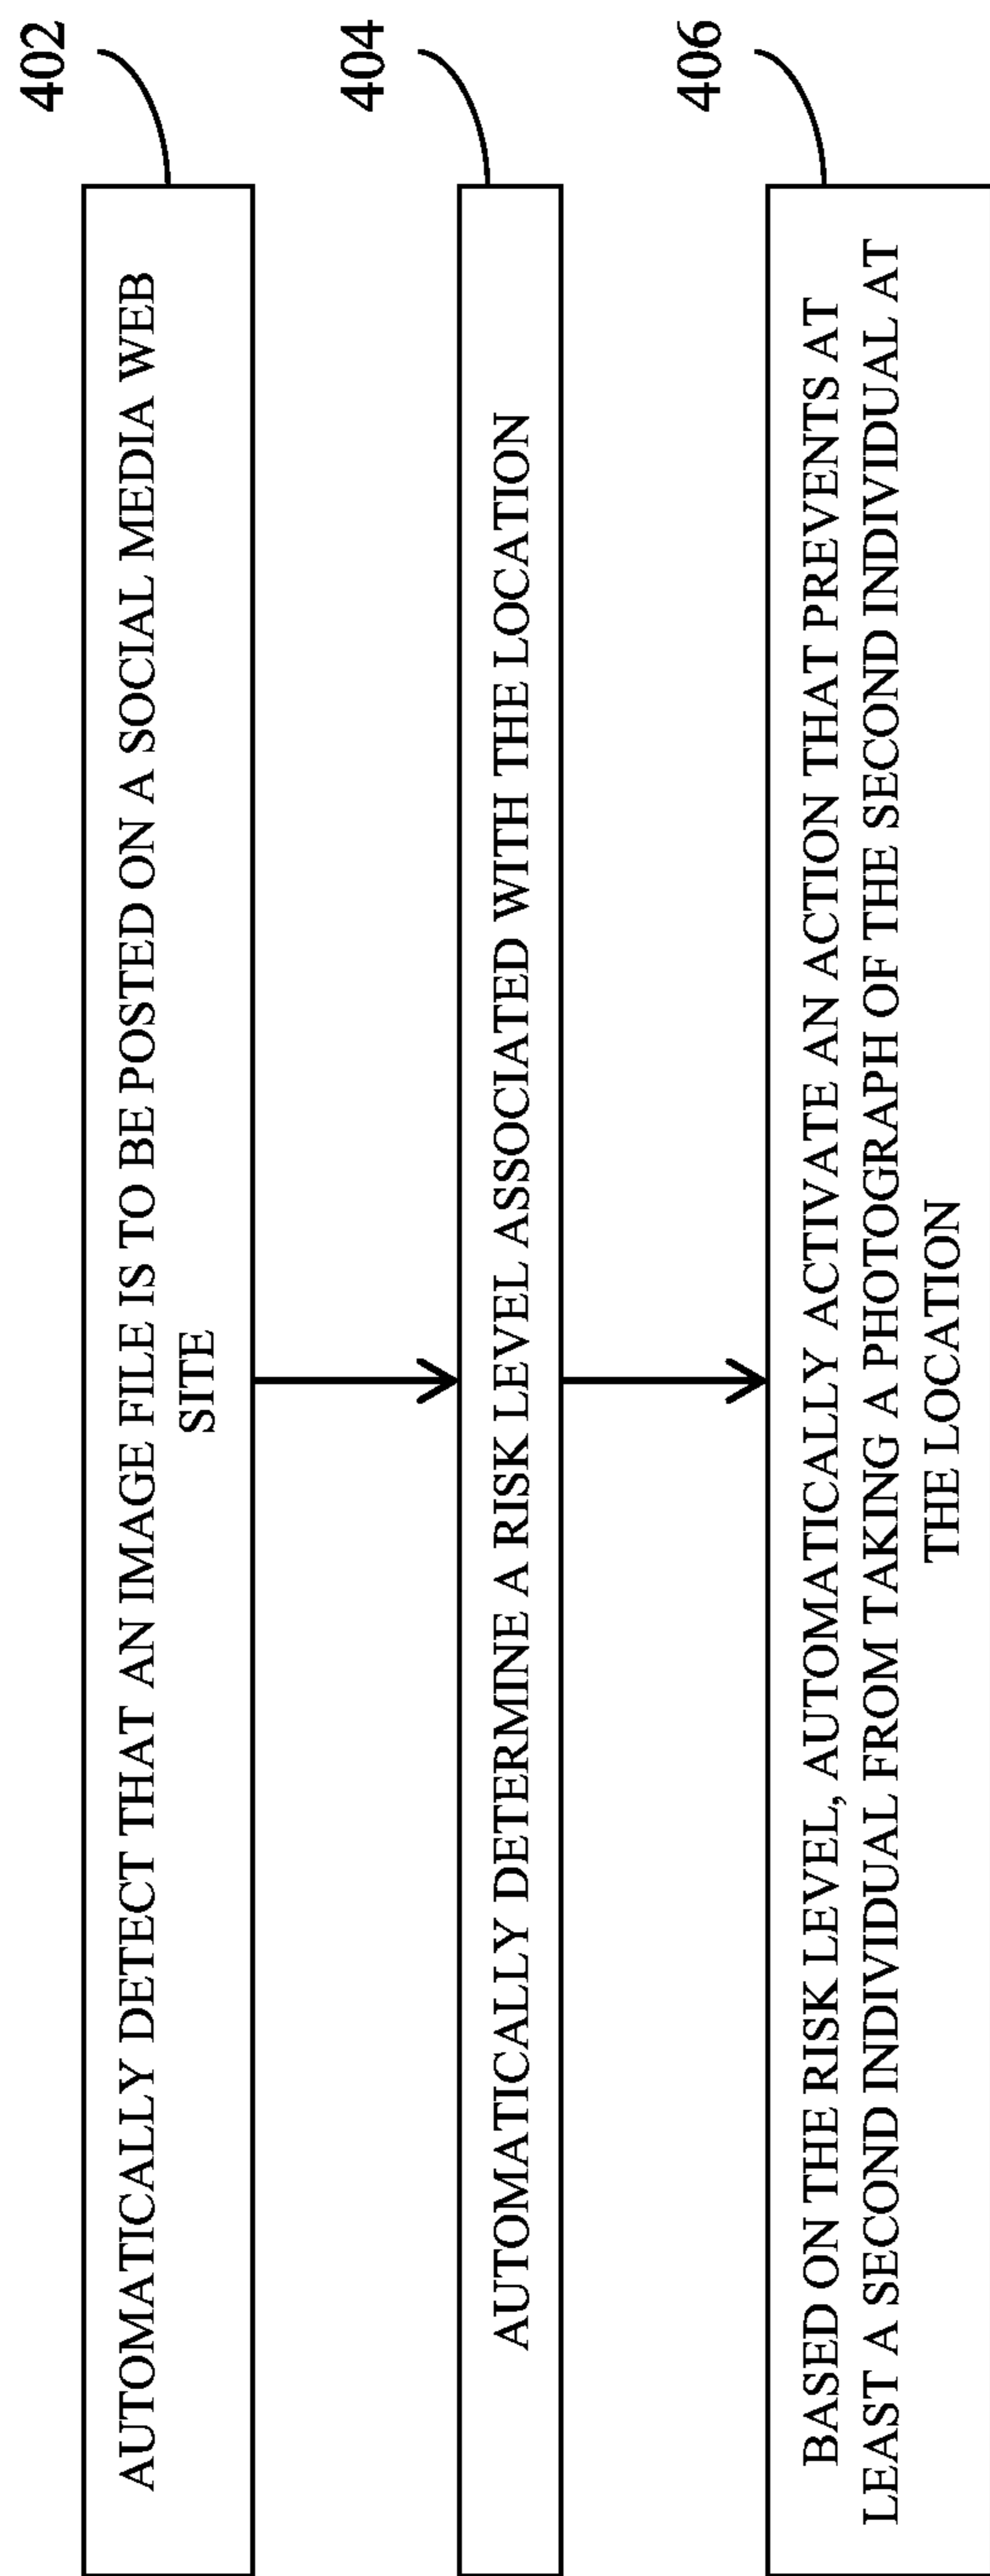 402
AUTOMATICALLY DETECT THAT AN IMAGE FILE IS TO BE POSTED ON A SOCIAL MEDIA WEB
SITE
404
AUTOMATICALLY DETERMINE A RISK LEVEL ASSOCIATED WITH THE LOCATION
406
BASED ON THE RISK LEVEL, AUTOMATICALLY ACTIVATE AN ACTION THAT PREVENTS AT
LEAST A SECOND INDIVIDUAL FROM TAKING A PHOTOGRAPH OF THE SECOND INDIVIDUAL AT
THE LOCATION